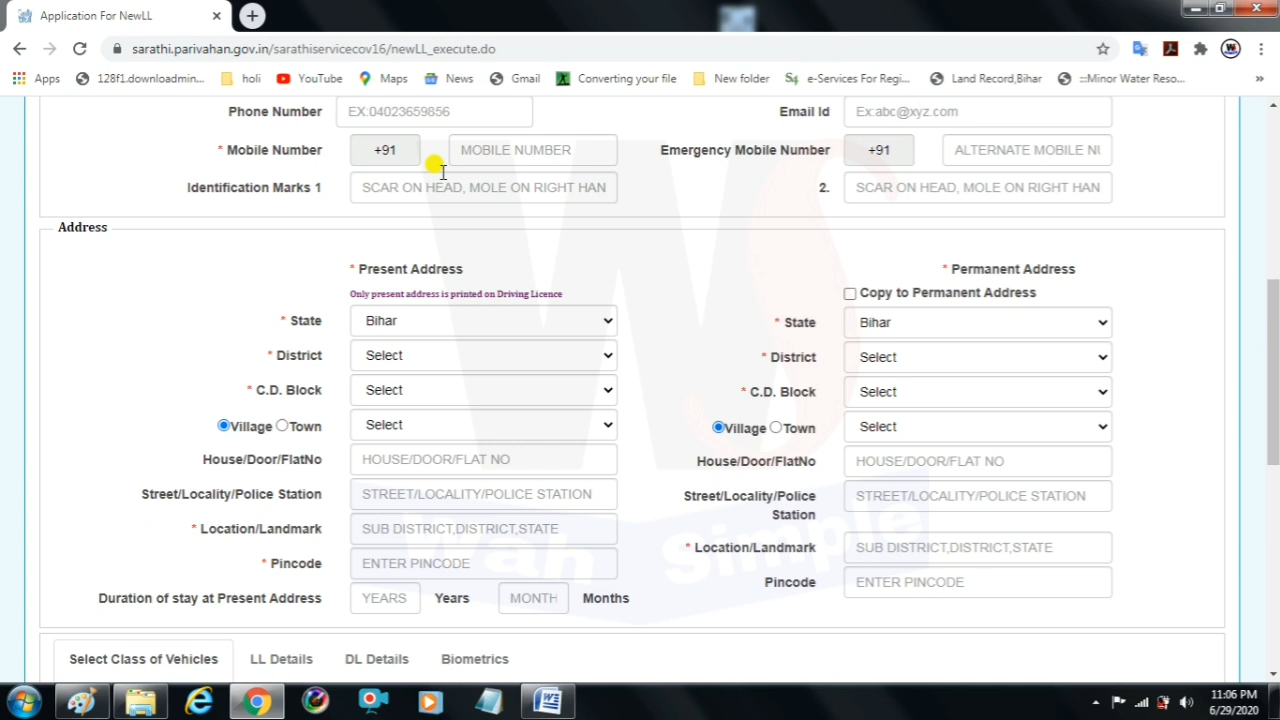 Application For NewLL
sarathi.parivahan.gov.in/sarathiservicecov16/newLL_execute.do
Apps 128f1.downloadmin... holi YouTube Maps News Gmail Converting your file New folder e-Services For Regi... Land Record,Bihar :::Minor Water Reso... »
Phone Number EX:04023659856 Email Id Ex:abc@xyz.com
* Mobile Number +91 MOBILE NUMBER Emergency Mobile Number +91 ALTERNATE MOBILE NU
Identification Marks 1 SCAR ON HEAD, MOLE ON RIGHT HAN 2. SCAR ON HEAD, MOLE ON RIGHT HAN
Address
* Present Address * Permanent Address
Only present address is printed on Driving Licence Copy to Permanent Address
* State Bihar * State Bihar
* District Select * District Select
* C.D. Block Select * C.D. Block Select
Village Town Select Village Town Select
House/Door/FlatNo HOUSE/DOOR/FLAT NO House/Door/FlatNo HOUSE/DOOR/FLAT NO
Street/Locality/Police Station STREET/LOCALITY/POLICE STATION Street/Locality/Police Station STREET/LOCALITY/POLICE STATION
* Location/Landmark SUB DISTRICT,DISTRICT,STATE * Location/Landmark SUB DISTRICT,DISTRICT,STATE
* Pincode ENTER PINCODE Pincode ENTER PINCODE
Duration of stay at Present Address YEARS Years MONTH Months
Wah simple
Select Class of Vehicles LL Details DL Details Biometrics
11:06 PM
6/29/2020